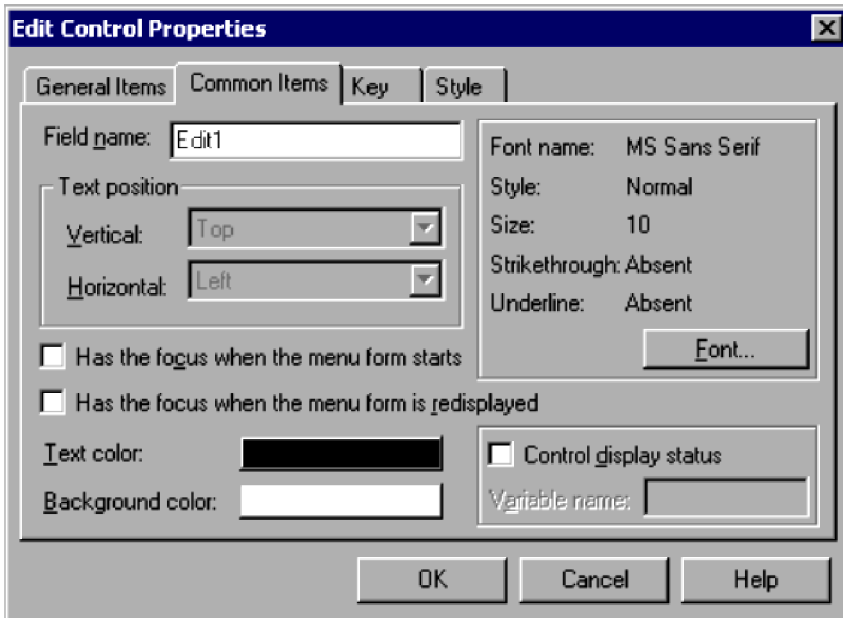 Edit Control Properties
General Items Common Items Key Style
Field name: Edit1
Text position
Vertical: Top
Horizontal: Left
Has the focus when the menu form starts
Has the focus when the menu form is redisplayed
Text color:
Background color:
Font name: MS Sans Serif
Style: Normal
Size: 10
Strikethrough: Absent
Underline: Absent
Font...
Control display status
Variable name:
OK Cancel Help